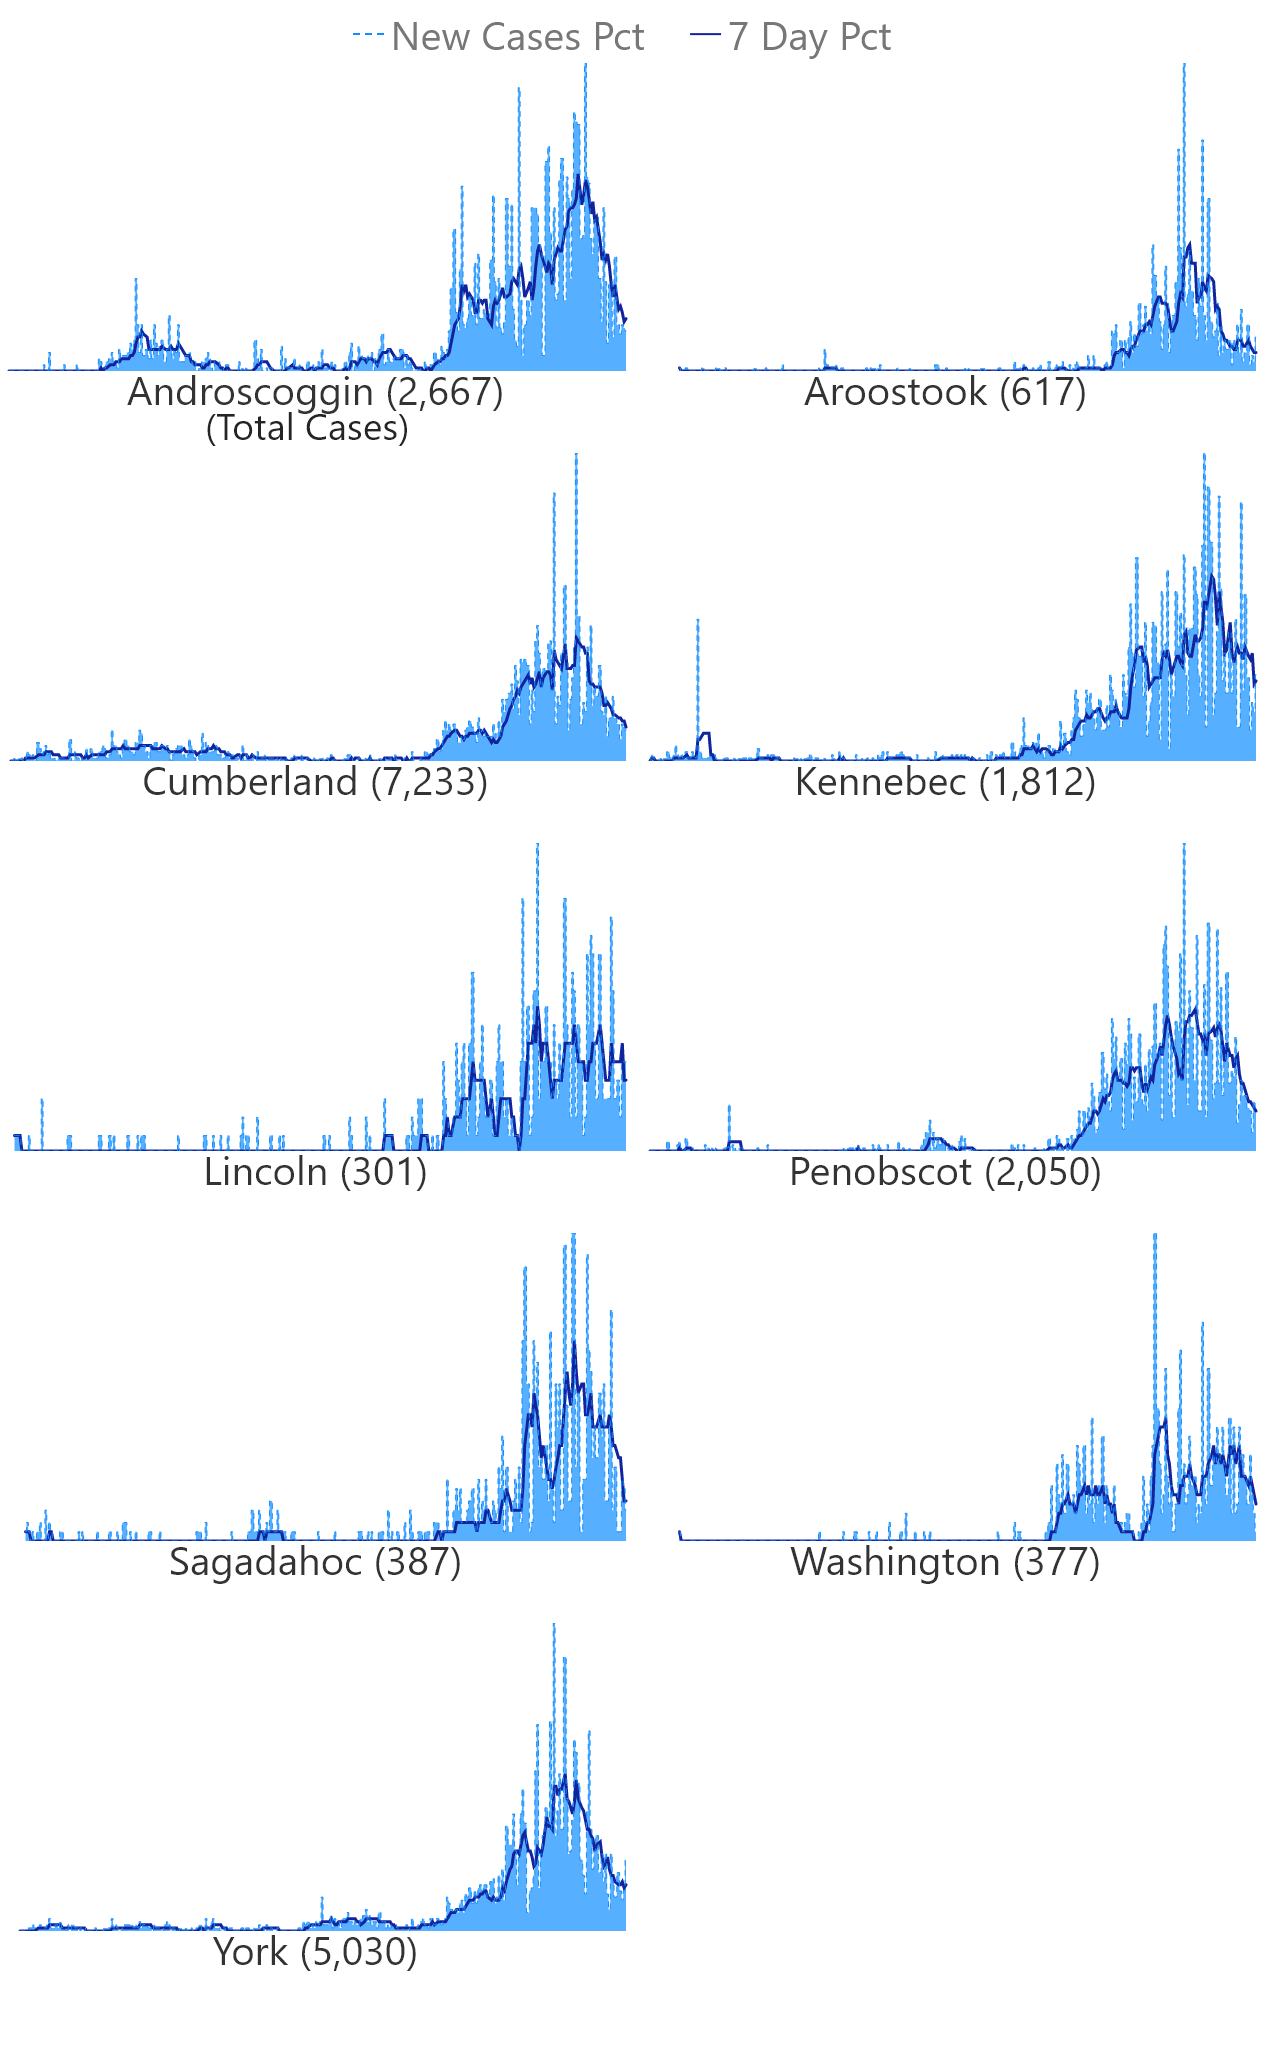 New Cases Pct 7 Day Pct
Androscoggin (2,667)
(Total Cases)
Aroostook (617)
Cumberland (7,233)
Kennebec (1,812)
Lincoln (301)
Penobscot (2,050)
Sagadahoc (387)
Washington (377)
York (5,030)